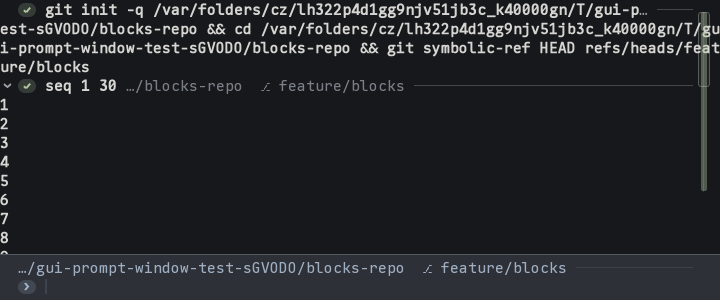 git init -q /var/folders/cz/lh322p4d1gg9njv51jb3c_k40000gn/T/gui-p…
est-sGVODO/blocks-repo && cd /var/folders/cz/lh322p4d1gg9njv51jb3c_k40000gn/T/gu
i-prompt-window-test-sGVODO/blocks-repo && git symbolic-ref HEAD refs/heads/feat
ure/blocks
seq 1 30 …/blocks-repo feature/blocks
1
2
3
4
5
6
7
8
…/gui-prompt-window-test-sGVODO/blocks-repo feature/blocks